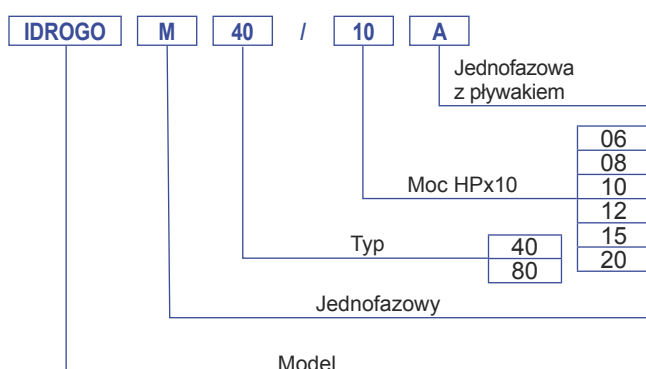 IDROGO M 40 / 10 A
Jednofazowa
z pływakiem
06
08
Moc HPx10 10
12
15
20
Typ 40
80
Jednofazowy
Model